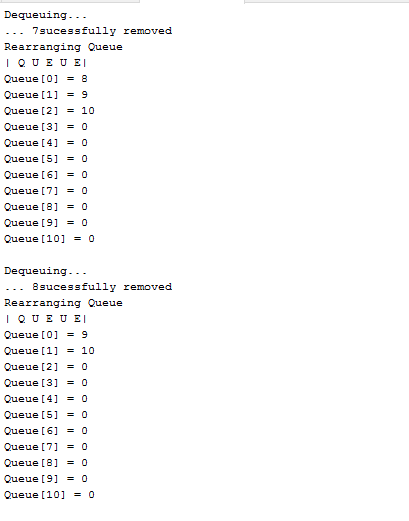 Dequeuing...
... 7sucessfully removed
Rearranging Queue
| Q U E U E|
Queue[0] = 8
Queue[1] = 9
Queue[2] = 10
Queue[3] = 0
Queue[4] = 0
Queue[5] = 0
Queue[6] = 0
Queue[7] = 0
Queue[8] = 0
Queue[9] = 0
Queue[10] = 0

Dequeuing...
... 8sucessfully removed
Rearranging Queue
| Q U E U E|
Queue[0] = 9
Queue[1] = 10
Queue[2] = 0
Queue[3] = 0
Queue[4] = 0
Queue[5] = 0
Queue[6] = 0
Queue[7] = 0
Queue[8] = 0
Queue[9] = 0
Queue[10] = 0